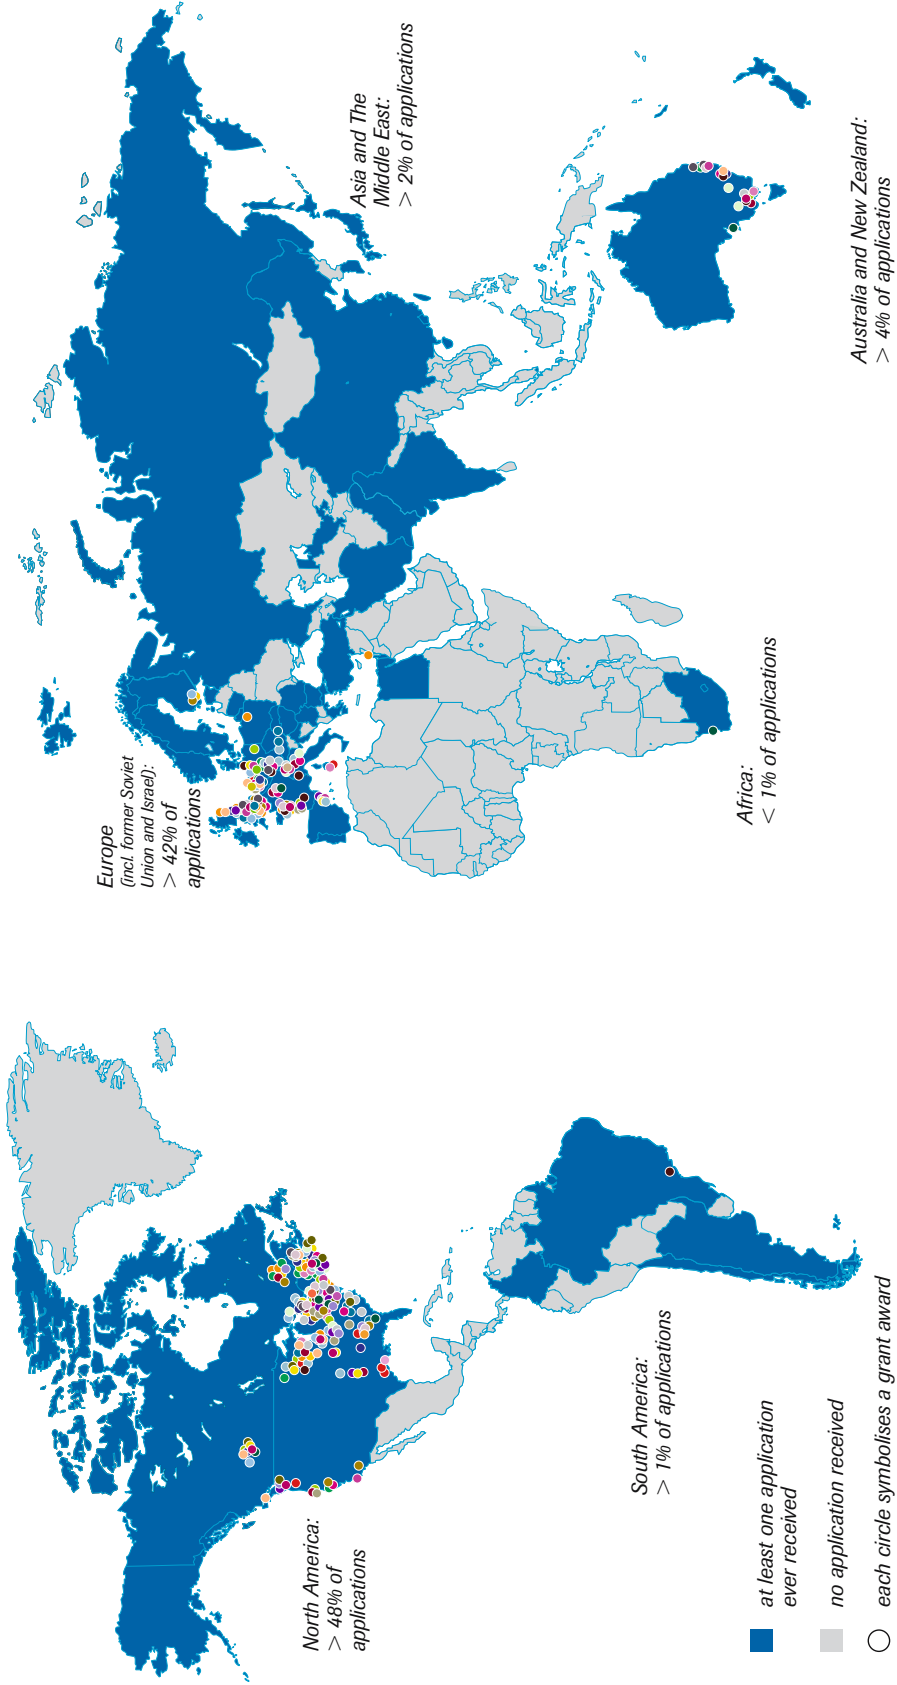 North America:
> 48% of
applications
South America:
> 1% of applications
Europe
(incl. former Soviet
Union and Israel):
> 42% of
applications
Africa:
< 1% of applications
Asia and The
Middle East:
> 2% of applications
Australia and New Zealand:
> 4% of applications
at least one application
ever received
no application received
each circle symbolises a grant award